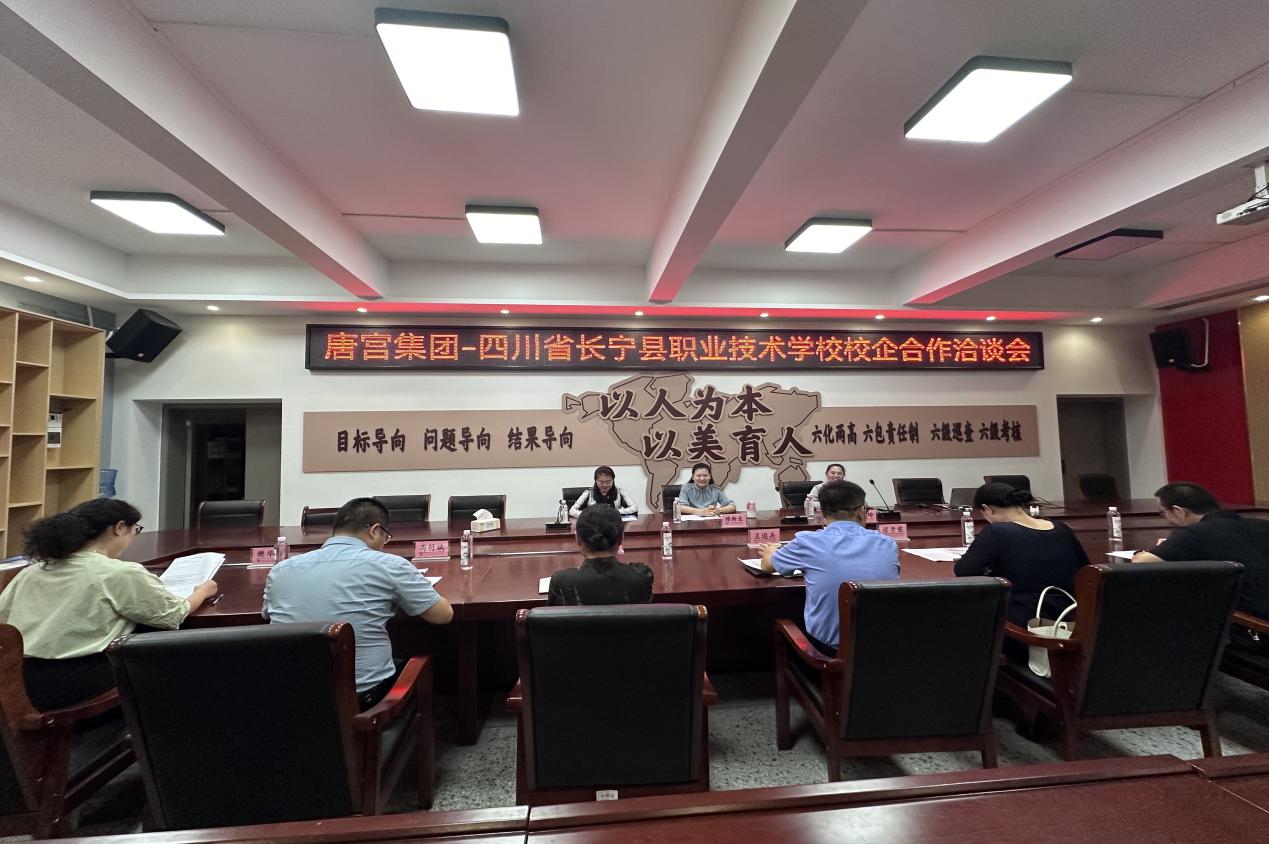 唐宫集团-四川省长宁县职业技术学校校企合作洽谈会
以人为本
目标导向 问题导向 结果导向
以美育人
六化两高 六包责任制 六级巡查 六级考核
樊华